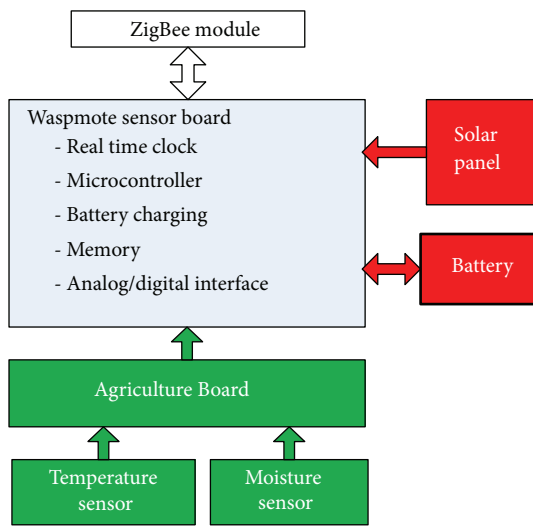 ZigBee module
Waspmote sensor board
- Real time clock
- Microcontroller
- Battery charging
- Memory
- Analog/digital interface
Solar
panel
Battery
Agriculture Board
Temperature
sensor
Moisture
sensor